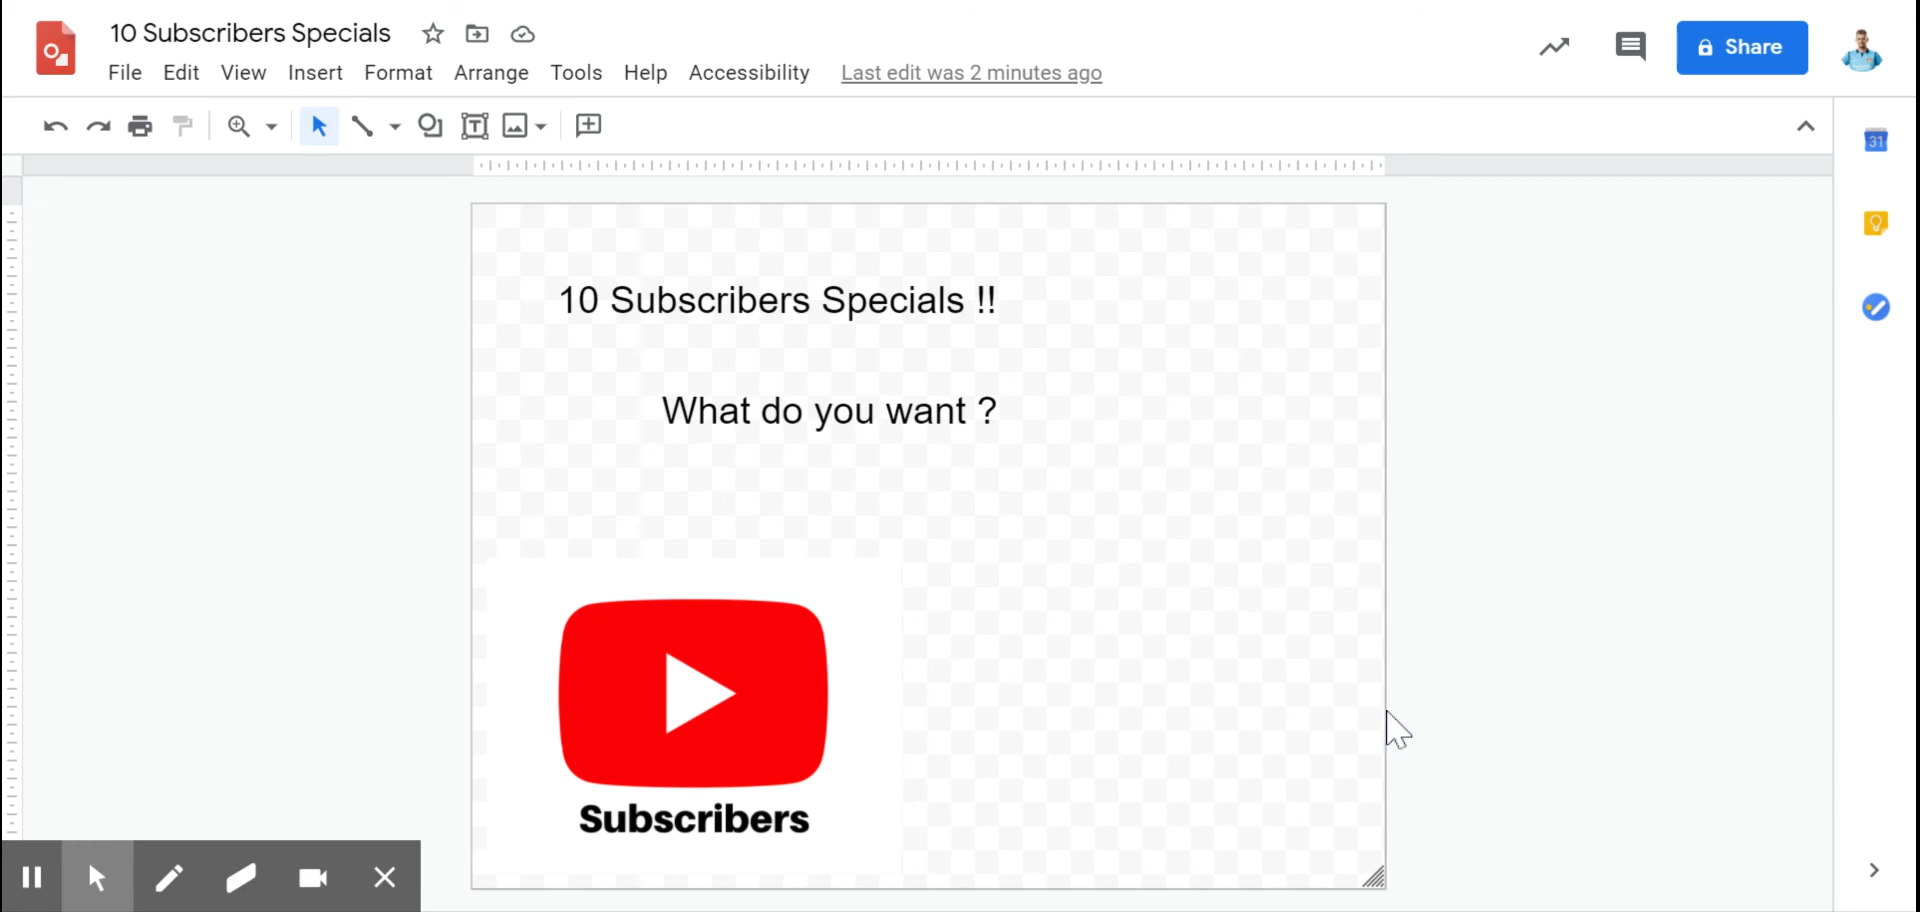 10 Subscribers Specials
File Edit View Insert Format Arrange Tools Help Accessibility Last edit was 2 minutes ago
Share
31
10 Subscribers Specials !!
What do you want ?
Subscribers